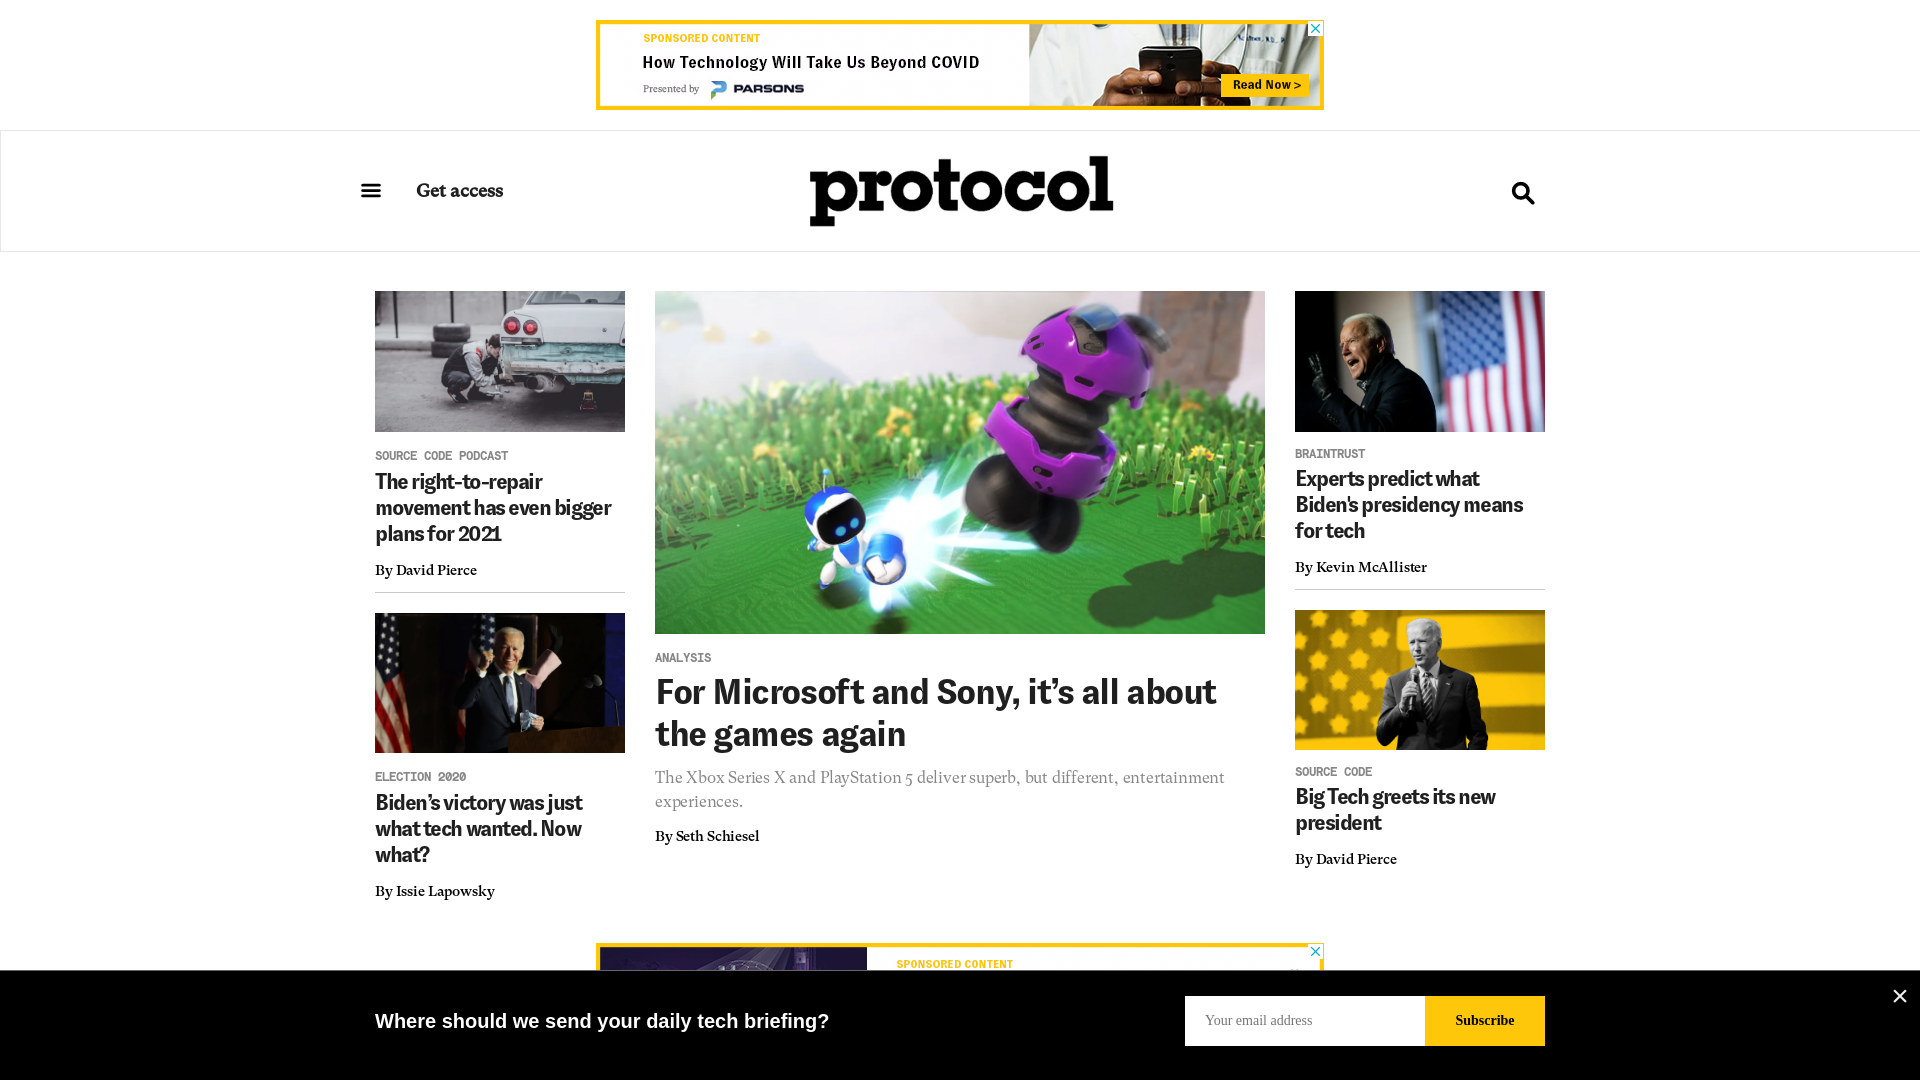 SPONSORED CONTENT
How Technology Will Take Us Beyond COVID
Presented by PARSONS
Read Now >
Get access
protocol
SOURCE CODE PODCAST
The right-to-repair
movement has even bigger
plans for 2021
By David Pierce
ELECTION 2020
Biden’s victory was just
what tech wanted. Now
what?
By Issie Lapowsky
ANALYSIS
For Microsoft and Sony, it’s all about
the games again
The Xbox Series X and PlayStation 5 deliver superb, but different, entertainment
experiences.
By Seth Schiesel
BRAINTRUST
Experts predict what
Biden's presidency means
for tech
By Kevin McAllister
SOURCE CODE
Big Tech greets its new
president
By David Pierce
SPONSORED CONTENT
Where should we send your daily tech briefing?
Your email address
Subscribe